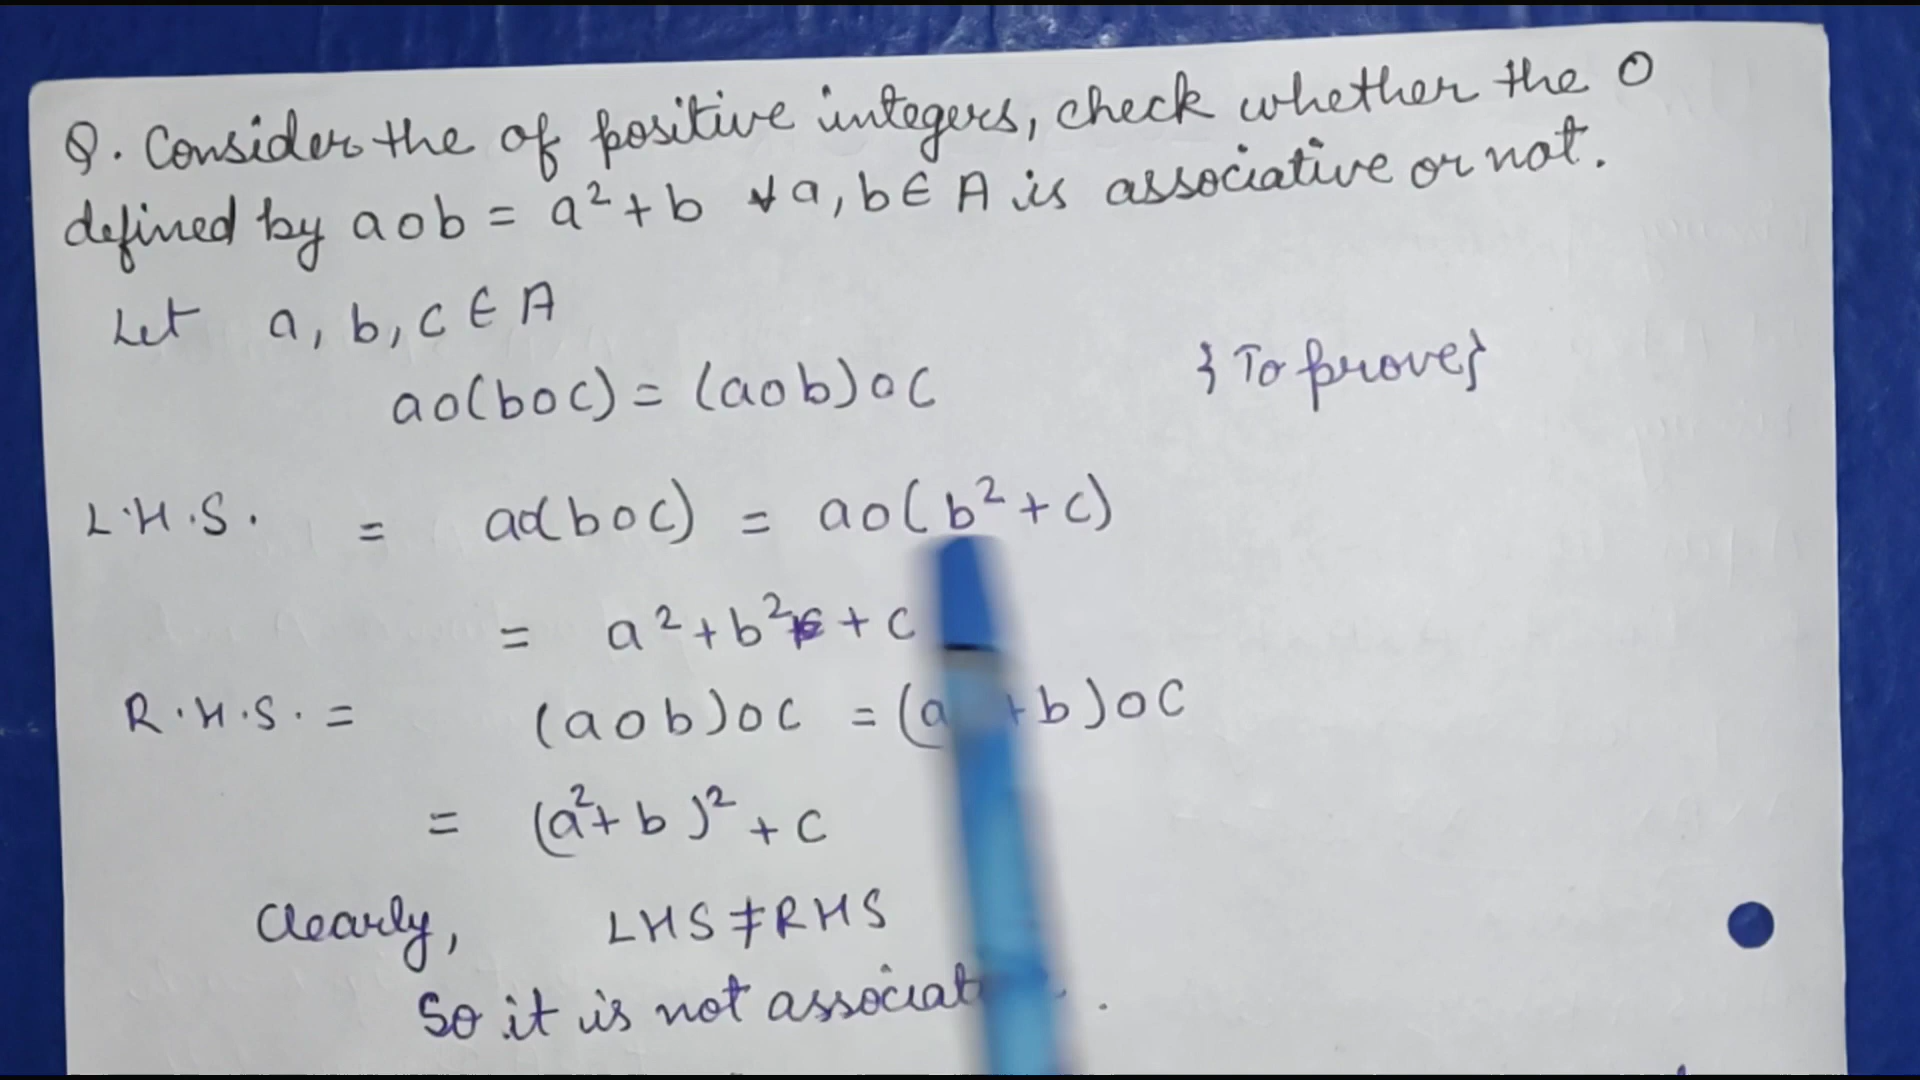 Q. Consider the of positive integers, check whether the O
defined by aob = a²+b ∀a, b∈ A is associative or not.
Let a, b, c ∈ A
ao(boc) = (aob)oc {To prove}
L.H.S. = ao(boc) = ao(b²+c)
= a²+b²+c
R.H.S. = (aob)oc = (a +b)oc
= (a²+b)²+c
Clearly, LHS ≠ RHS
So it is not associat